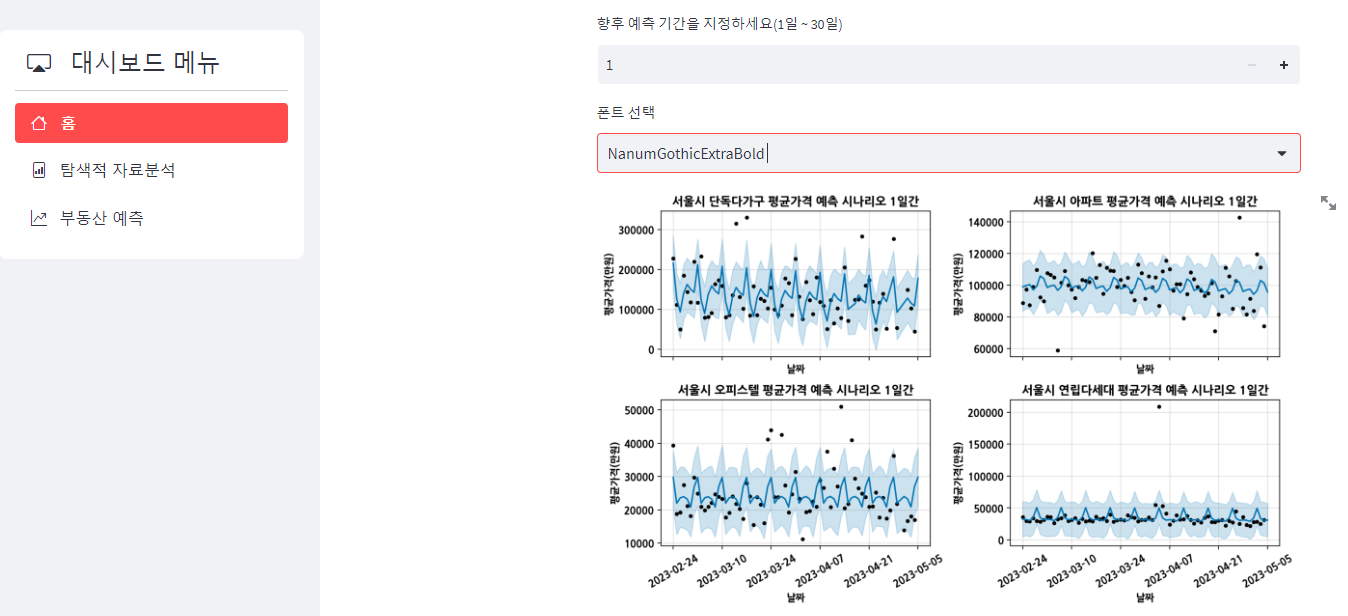 대시보드 메뉴
홈
탐색적 자료분석
부동산 예측
향후 예측 기간을 지정하세요(1일 ~ 30일)
1
폰트 선택
NanumGothicExtraBold
서울시 단독다가구 평균가격 예측 시나리오 1일간
300000
200000
100000
0
평균가격(만원)
날짜
서울시 아파트 평균가격 예측 시나리오 1일간
140000
120000
100000
80000
60000
평균가격(만원)
날짜
서울시 오피스텔 평균가격 예측 시나리오 1일간
50000
40000
30000
20000
10000
평균가격(만원)
2023-02-24 2023-03-10 2023-03-24 2023-04-07 2023-04-21 2023-05-05
날짜
서울시 연립다세대 평균가격 예측 시나리오 1일간
200000
150000
100000
50000
0
평균가격(만원)
2023-02-24 2023-03-10 2023-03-24 2023-04-07 2023-04-21 2023-05-05
날짜